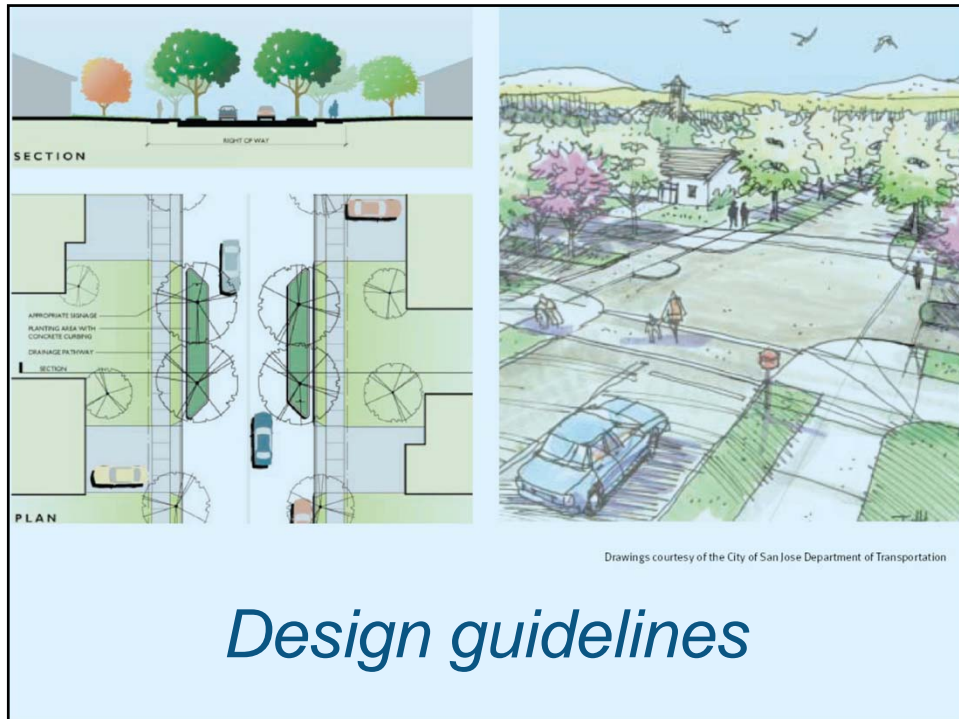 RIGHT OF WAY
SECTION
APPROPRIATE SIGNAGE
PLANTING AREA WITH
CONCRETE CURBING
DRAINAGE PATHWAY
SECTION
PLAN
Drawings courtesy of the City of San Jose Department of Transportation
Design guidelines